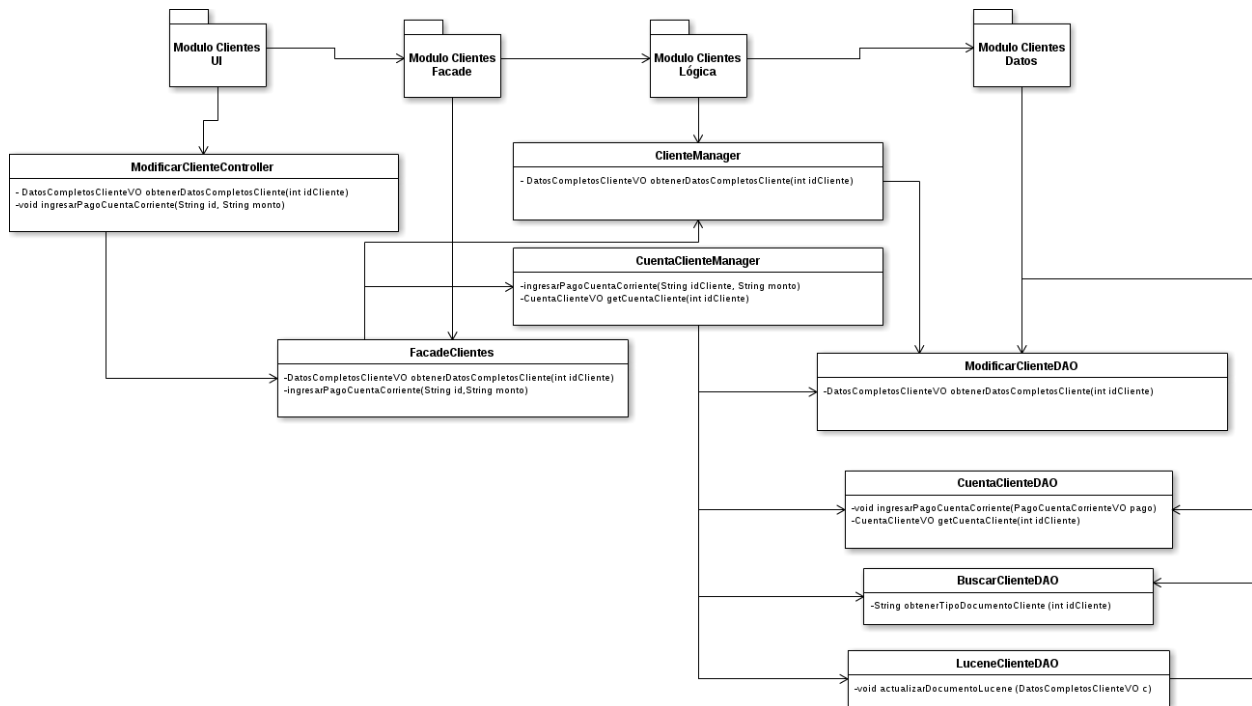 Modulo Clientes
UI
Modulo Clientes
Facade
Modulo Clientes
Lógica
Modulo Clientes
Datos
ModificarClienteController
- DatosCompletosClienteVO obtenerDatosCompletosCliente(int idCliente)
-void ingresarPagoCuentaCorriente(String id, String monto)
ClienteManager
- DatosCompletosClienteVO obtenerDatosCompletosCliente(int idCliente)
CuentaClienteManager
-ingresarPagoCuentaCorriente(String idCliente, String monto)
-CuentaClienteVO getCuentaCliente(int idCliente)
FacadeClientes
-DatosCompletosClienteVO obtenerDatosCompletosCliente(int idCliente)
-ingresarPagoCuentaCorriente(String id,String monto)
ModificarClienteDAO
-DatosCompletosClienteVO obtenerDatosCompletosCliente(int idCliente)
CuentaClienteDAO
-void ingresarPagoCuentaCorriente(PagoCuentaCorrienteVO pago)
-CuentaClienteVO getCuentaCliente(int idCliente)
BuscarClienteDAO
-String obtenerTipoDocumentoCliente (int idCliente)
LuceneClienteDAO
-void actualizarDocumentoLucene (DatosCompletosClienteVO c)